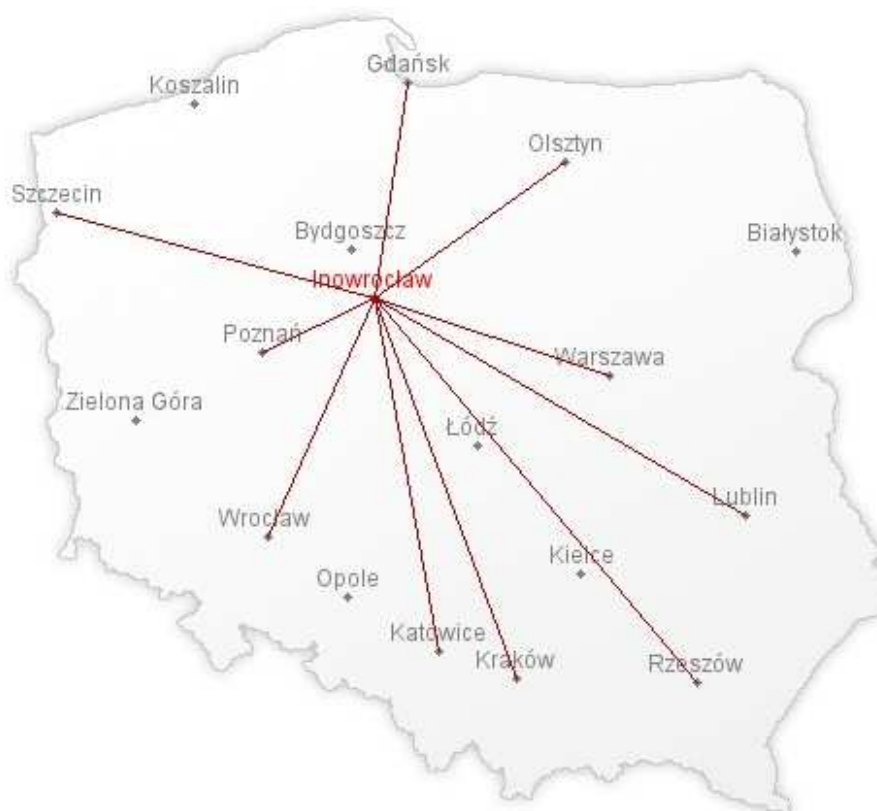 Gdańsk
Koszalin
Olsztyn
Szczecin
Bydgoszcz
Białystok
Inowrocław
Poznań
Warszawa
Zielona Góra
Łódź
Lublin
Wrocław
Kielce
Opole
Katowice
Kraków
Rzeszów